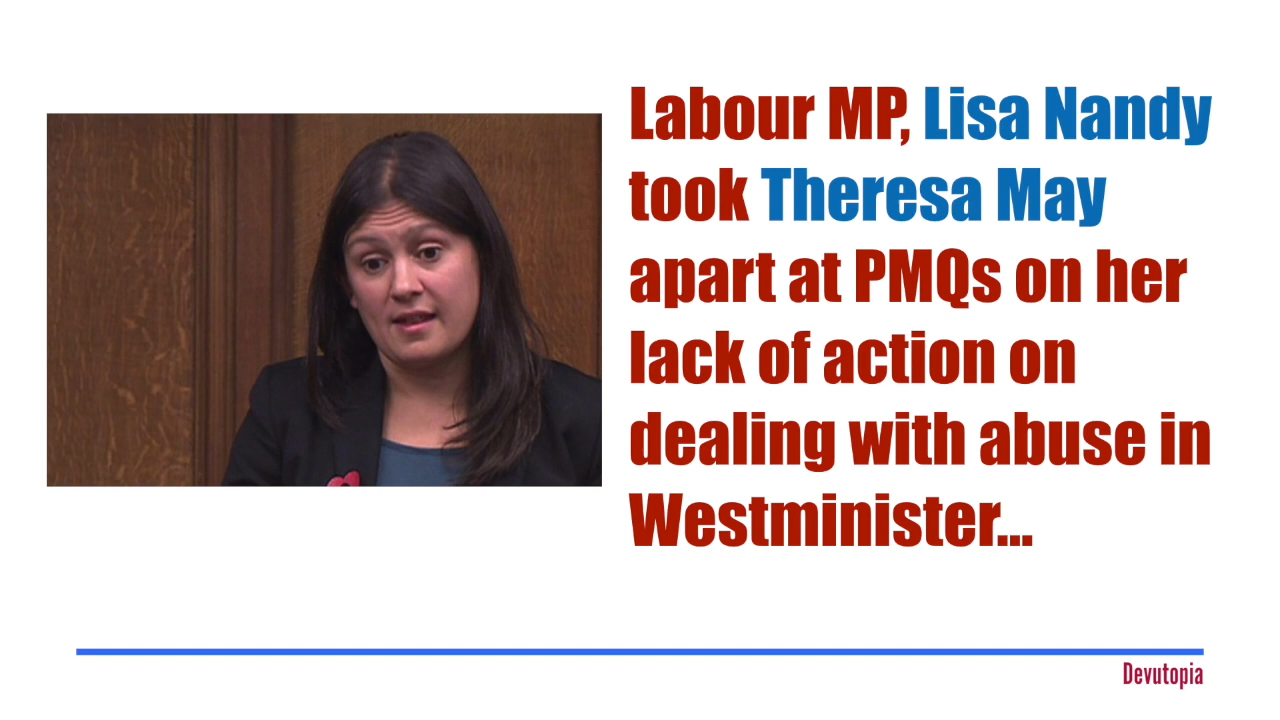 Labour MP, Lisa Nandy
took Theresa May
apart at PMQs on her
lack of action on
dealing with abuse in
Westminister...
Devutopia